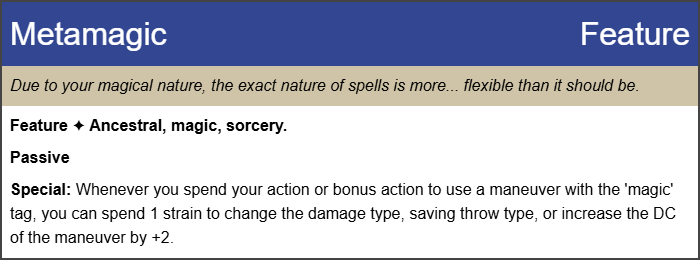 Metamagic Feature
Due to your magical nature, the exact nature of spells is more... flexible than it should be.
Feature ✦ Ancestral, magic, sorcery.
Passive
Special: Whenever you spend your action or bonus action to use a maneuver with the 'magic'
tag, you can spend 1 strain to change the damage type, saving throw type, or increase the DC
of the maneuver by +2.